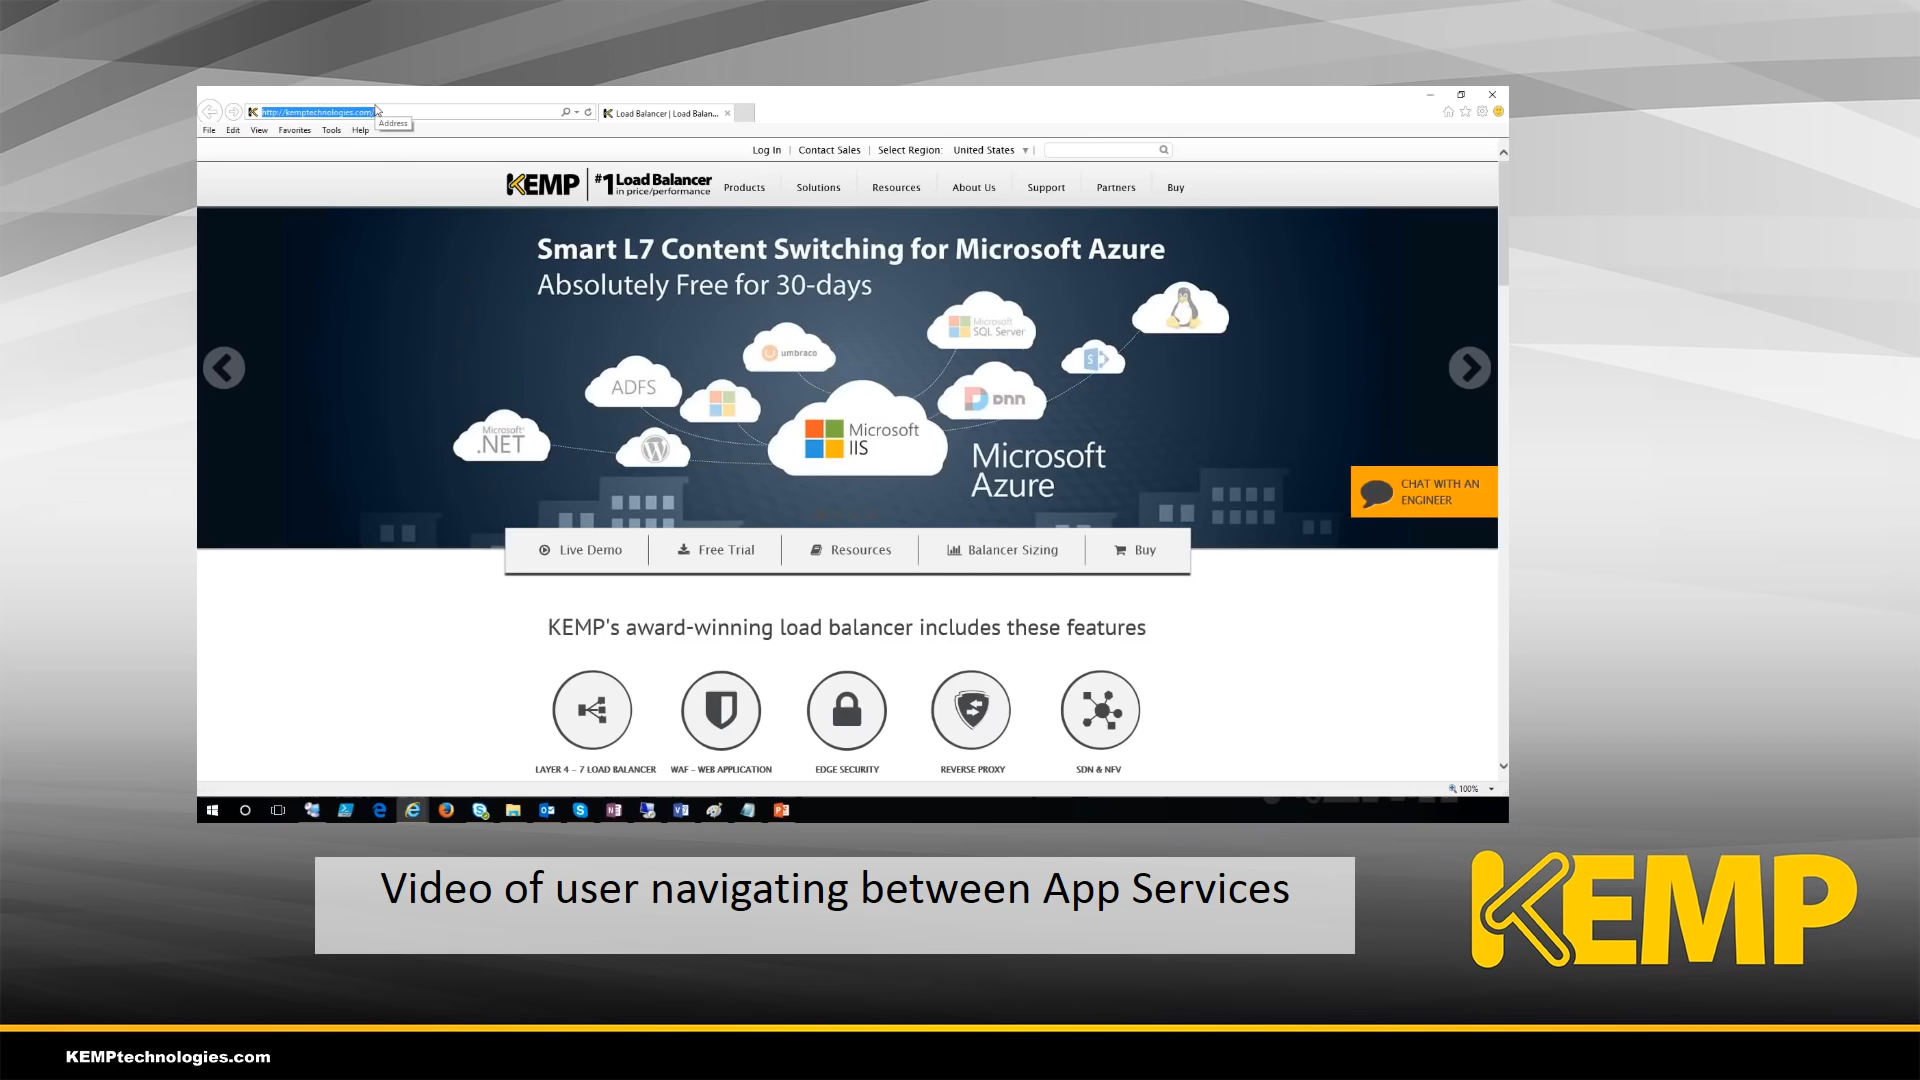 http://kemptechnologies.com/
Load Balancer | Load Balan...
Address
File Edit View Favorites Tools Help
Log In | Contact Sales | Select Region: United States
KEMP #1 Load Balancer
in price/performance
Products Solutions Resources About Us Support Partners Buy
Smart L7 Content Switching for Microsoft Azure
Absolutely Free for 30-days
Microsoft
SQL Server
umbraco
ADFS
DNN
Microsoft
.NET
Microsoft
IIS
Microsoft
Azure
CHAT WITH AN
ENGINEER
Live Demo Free Trial Resources Balancer Sizing Buy
KEMP's award-winning load balancer includes these features
LAYER 4 – 7 LOAD BALANCER WAF – WEB APPLICATION EDGE SECURITY REVERSE PROXY SDN & NFV
100%
Video of user navigating between App Services
KEMP
KEMPtechnologies.com